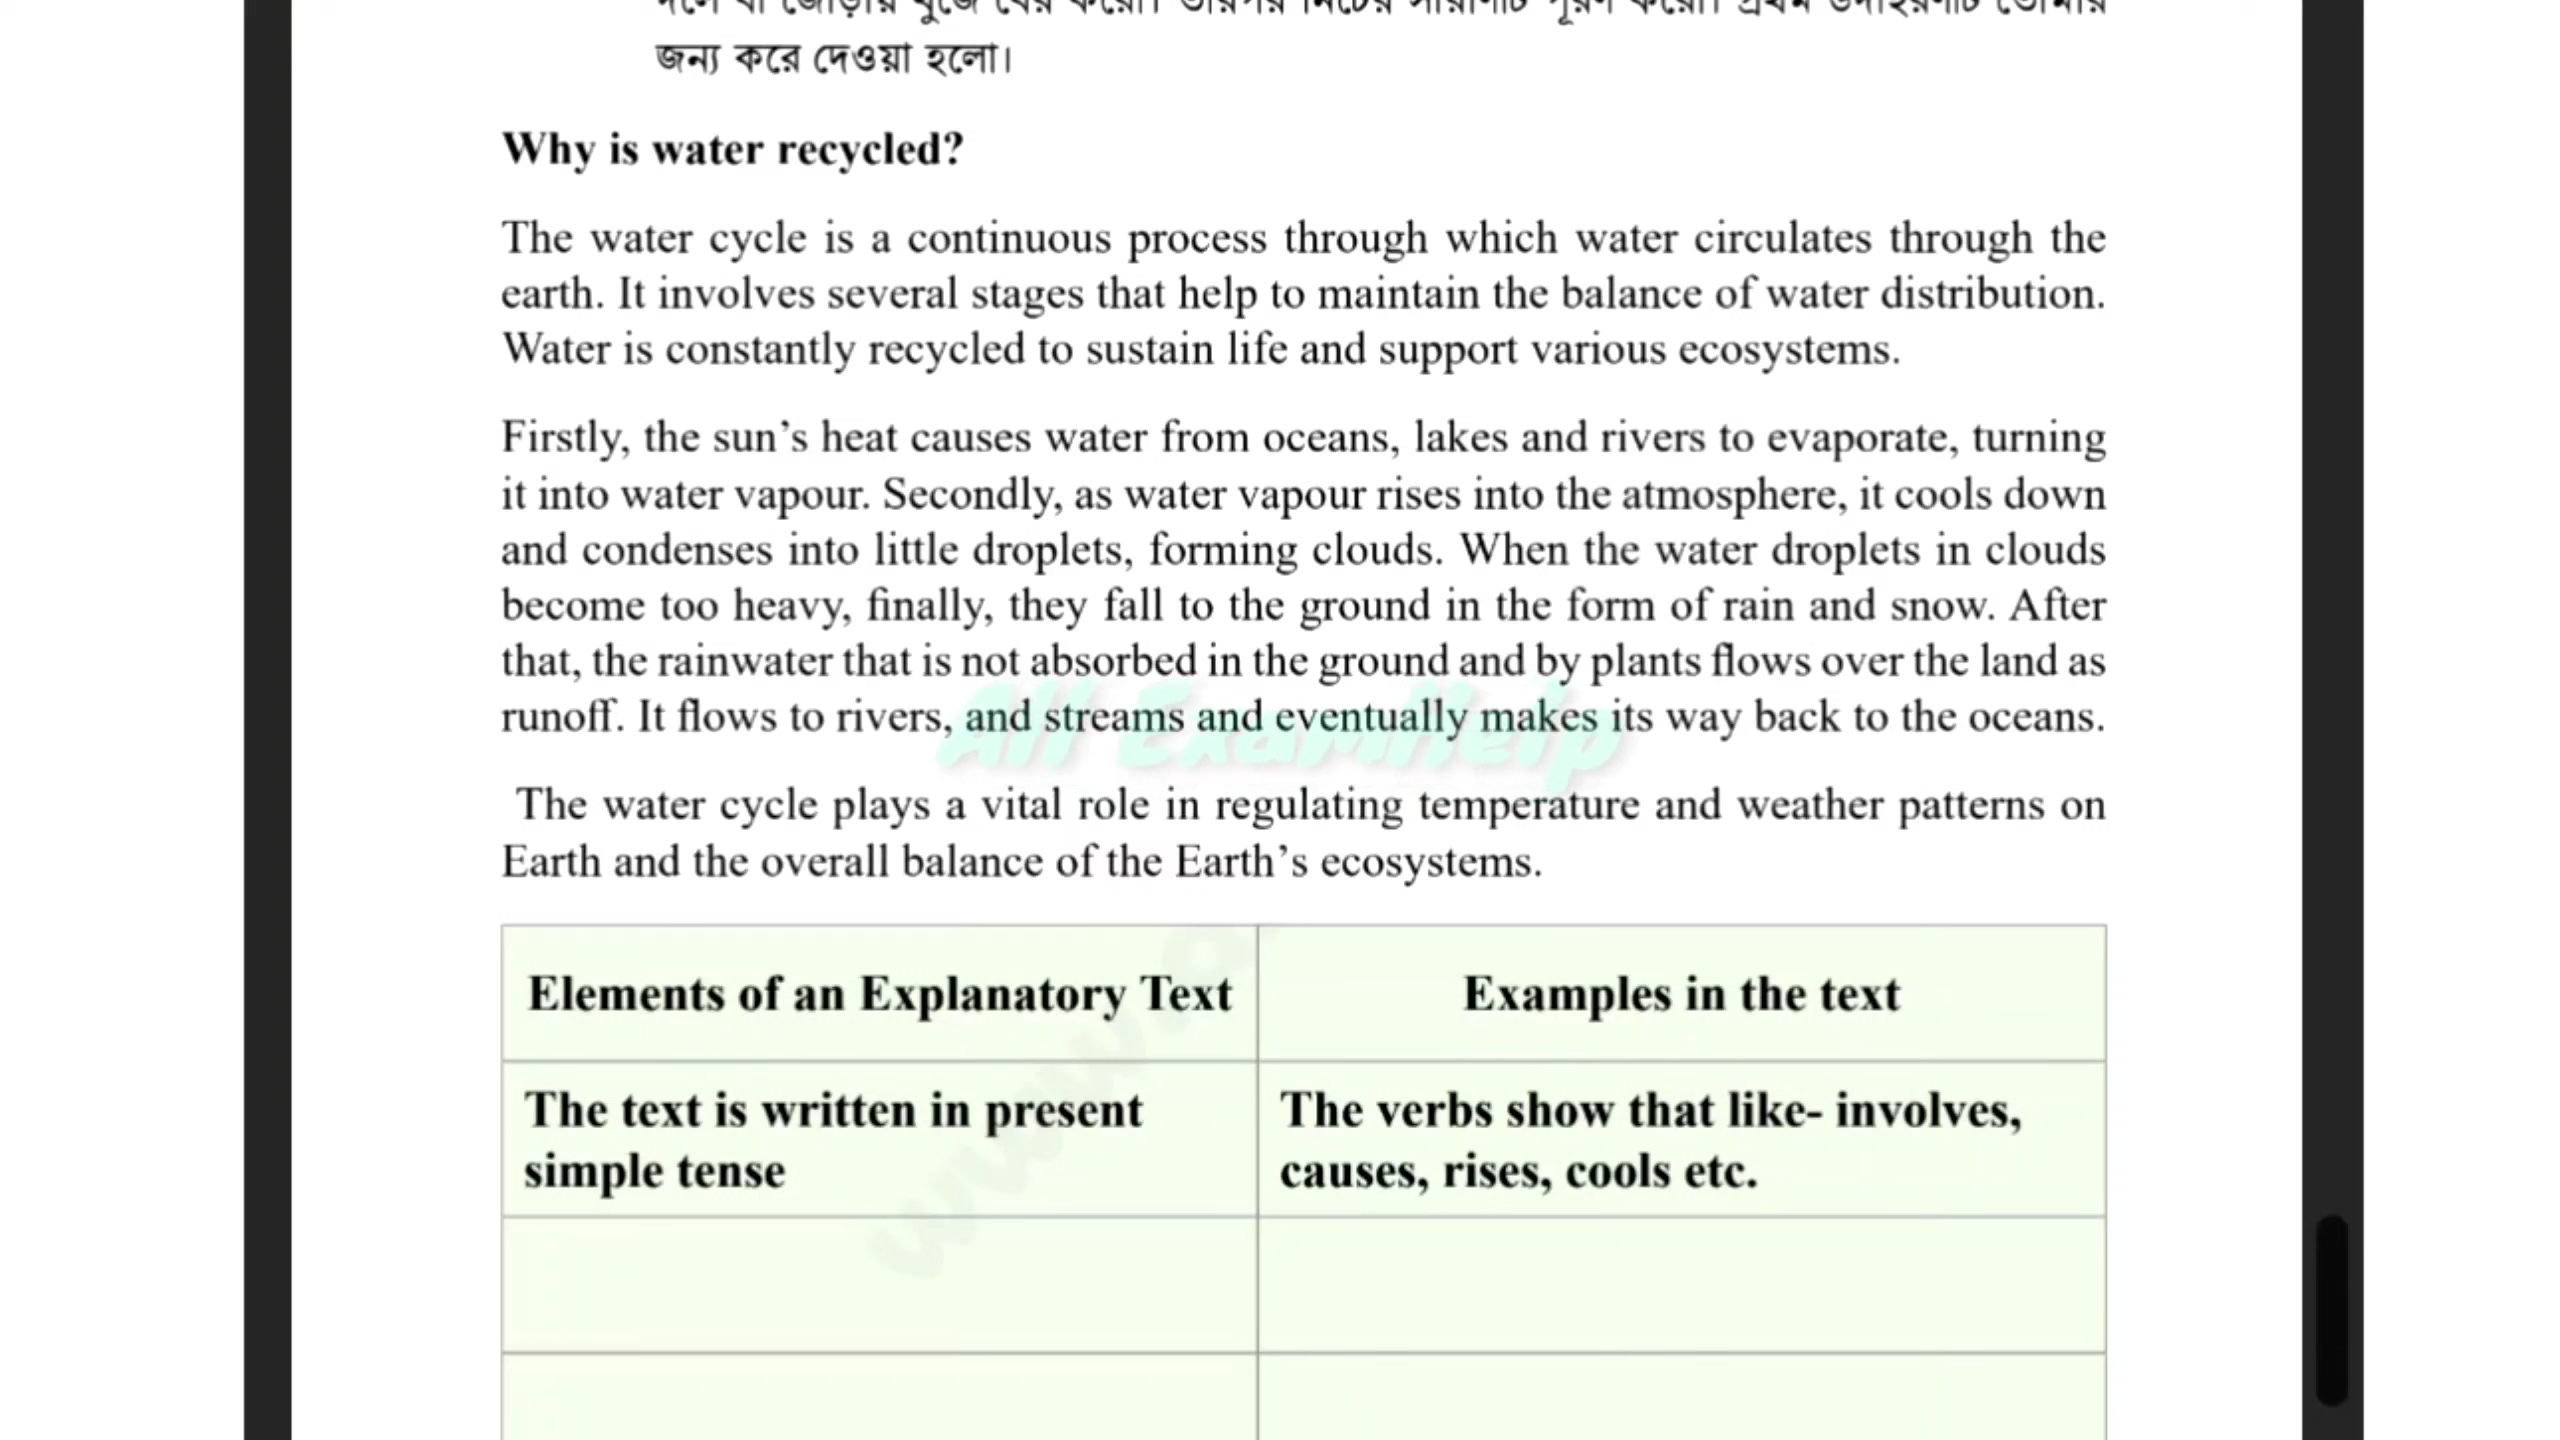 জন্য করে দেওয়া হলো।
Why is water recycled?
The water cycle is a continuous process through which water circulates through the
earth. It involves several stages that help to maintain the balance of water distribution.
Water is constantly recycled to sustain life and support various ecosystems.
Firstly, the sun’s heat causes water from oceans, lakes and rivers to evaporate, turning
it into water vapour. Secondly, as water vapour rises into the atmosphere, it cools down
and condenses into little droplets, forming clouds. When the water droplets in clouds
become too heavy, finally, they fall to the ground in the form of rain and snow. After
that, the rainwater that is not absorbed in the ground and by plants flows over the land as
runoff. It flows to rivers, and streams and eventually makes its way back to the oceans.
All ExamHelp
The water cycle plays a vital role in regulating temperature and weather patterns on
Earth and the overall balance of the Earth’s ecosystems.
Elements of an Explanatory Text
Examples in the text
The text is written in present
simple tense
The verbs show that like- involves,
causes, rises, cools etc.
www.